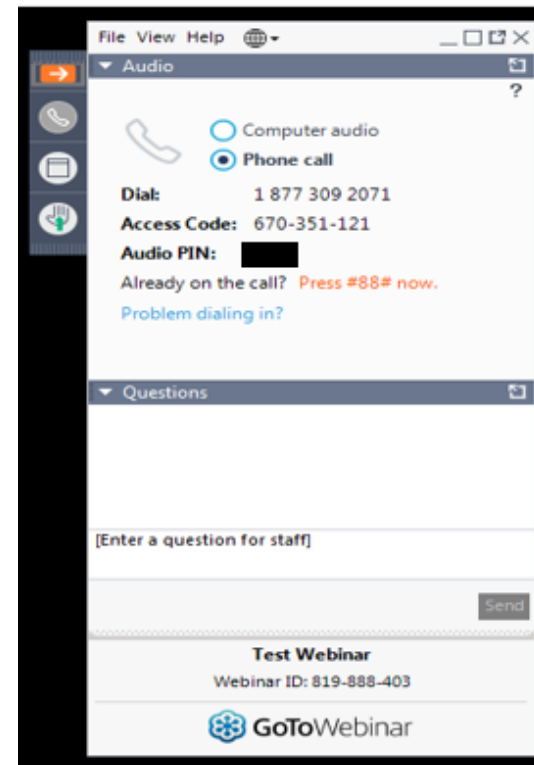 File View Help
Audio
?
Computer audio
Phone call
Dial: 1 877 309 2071
Access Code: 670-351-121
Audio PIN:
Already on the call? Press #88# now.
Problem dialing in?
Questions
[Enter a question for staff]
Send
Test Webinar
Webinar ID: 819-888-403
GoToWebinar